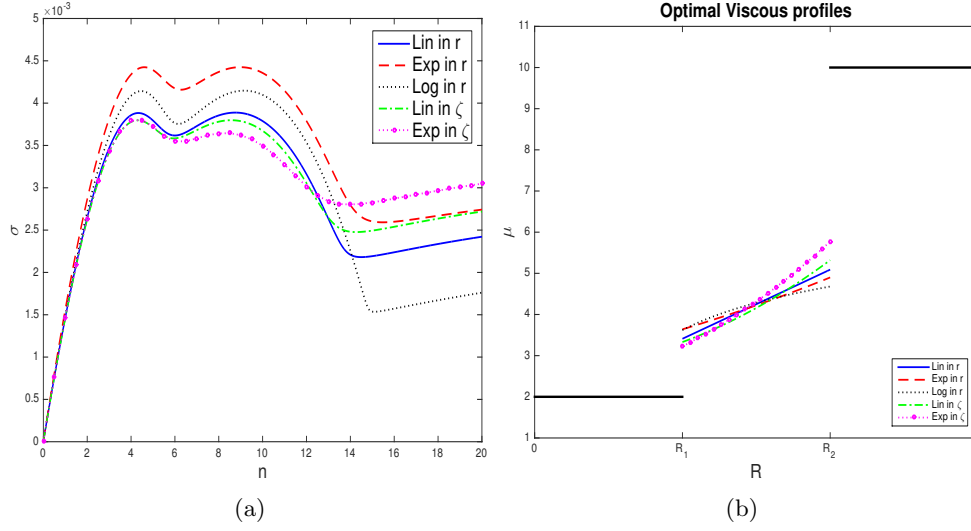 ×10⁻³
5
4.5
4
3.5
3
2.5
2
1.5
1
0.5
0
σ
0 2 4 6 8 10 12 14 16 18 20
n
Lin in r
Exp in r
Log in r
Lin in ζ
Exp in ζ
(a)
Optimal Viscous profiles
11
10
9
8
7
6
5
4
3
2
1
μ
0 R₁ R₂
R
Lin in r
Exp in r
Log in r
Lin in ζ
Exp in ζ
(b)